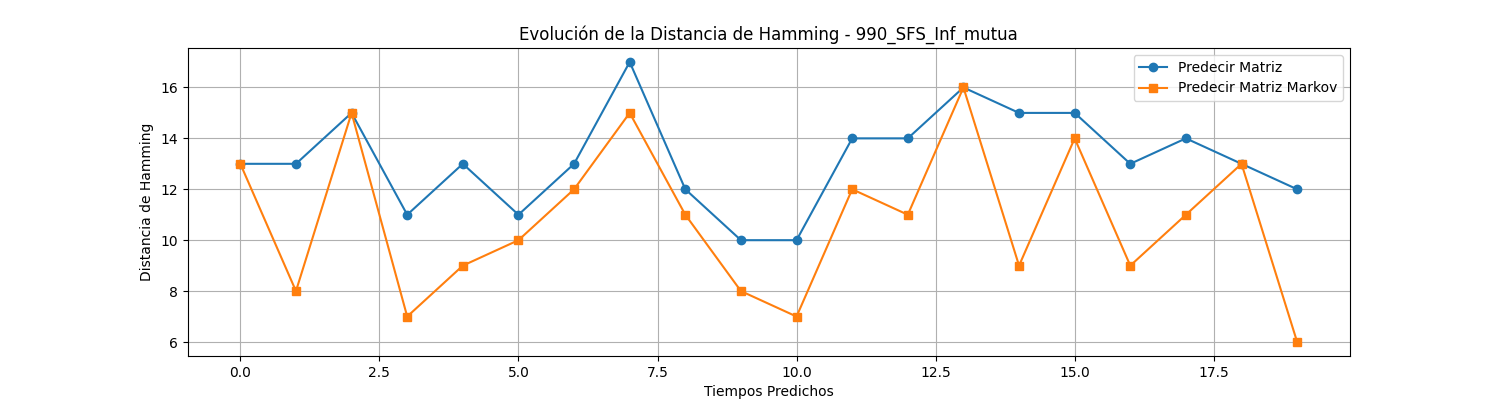 Evolución de la Distancia de Hamming - 990_SFS_Inf_mutua
Predecir Matriz
Predecir Matriz Markov
Distancia de Hamming
16
14
12
10
8
6
0.0 2.5 5.0 7.5 10.0 12.5 15.0 17.5
Tiempos Predichos